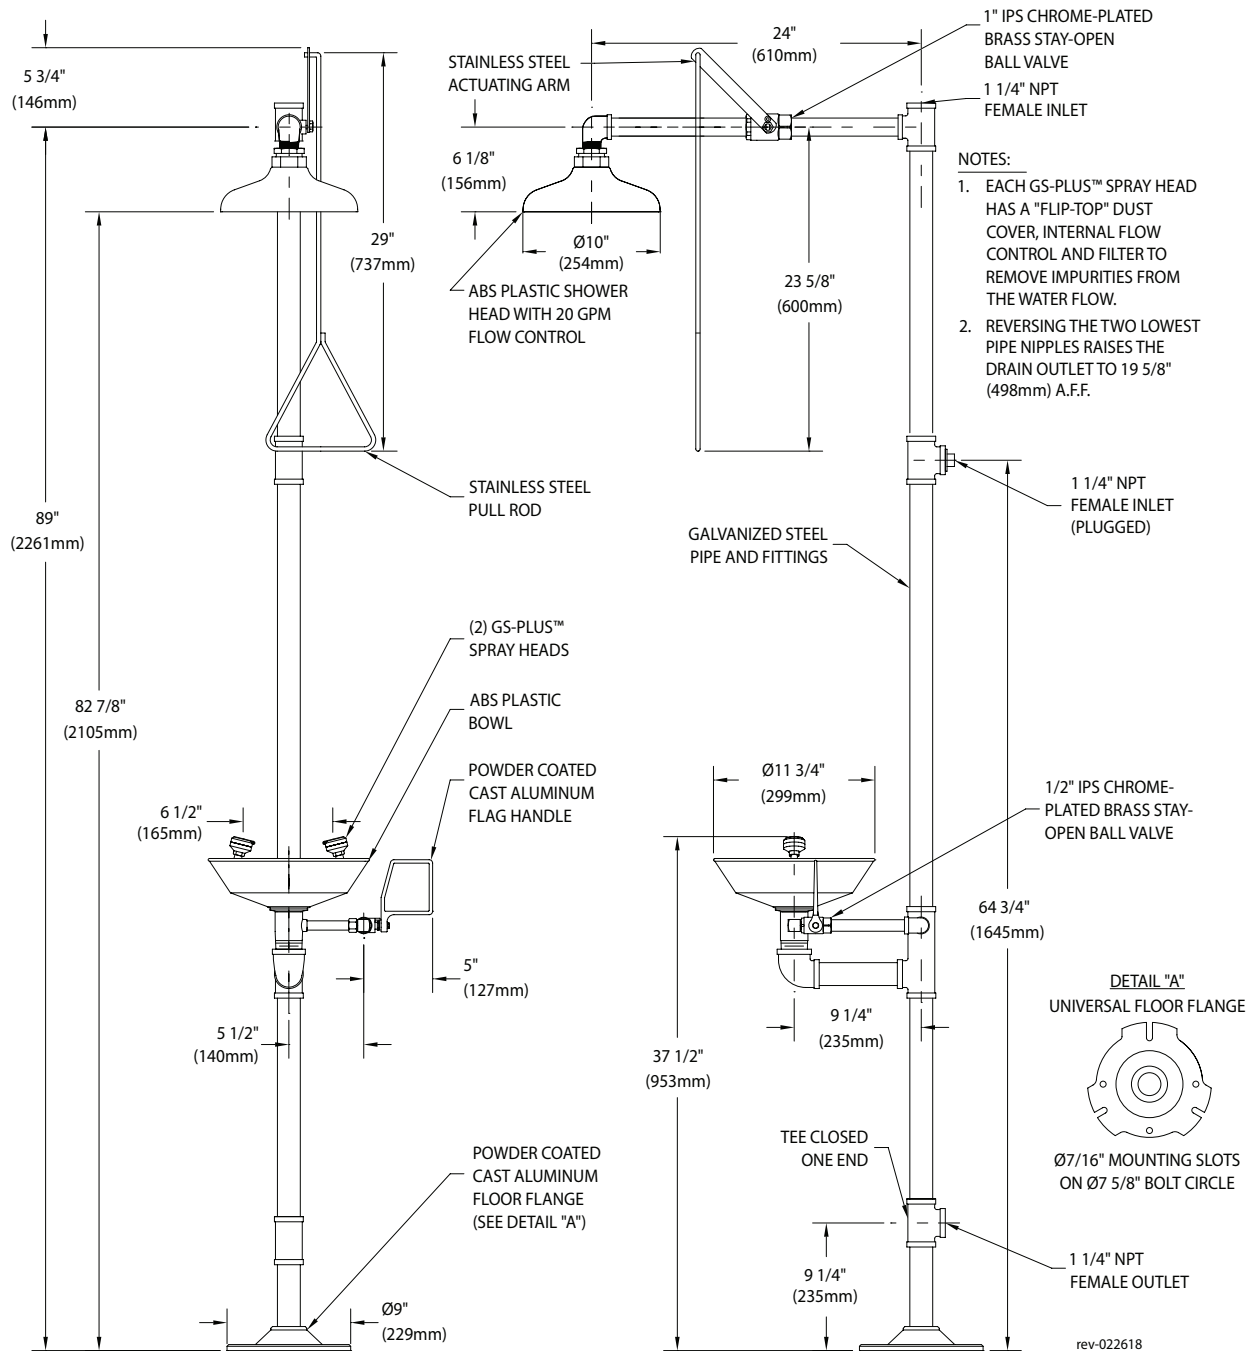 5 3/4"
(146mm)
STAINLESS STEEL
ACTUATING ARM
24"
(610mm)
1" IPS CHROME-PLATED
BRASS STAY-OPEN
BALL VALVE
1 1/4" NPT
FEMALE INLET
6 1/8"
(156mm)
NOTES:
1. EACH GS-PLUS™ SPRAY HEAD
HAS A "FLIP-TOP" DUST
COVER, INTERNAL FLOW
CONTROL AND FILTER TO
REMOVE IMPURITIES FROM
THE WATER FLOW.
2. REVERSING THE TWO LOWEST
PIPE NIPPLES RAISES THE
DRAIN OUTLET TO 19 5/8"
(498mm) A.F.F.
29"
(737mm)
Ø10"
(254mm)
23 5/8"
(600mm)
ABS PLASTIC SHOWER
HEAD WITH 20 GPM
FLOW CONTROL
STAINLESS STEEL
PULL ROD
1 1/4" NPT
FEMALE INLET
(PLUGGED)
89"
(2261mm)
GALVANIZED STEEL
PIPE AND FITTINGS
(2) GS-PLUS™
SPRAY HEADS
82 7/8"
(2105mm)
ABS PLASTIC
BOWL
POWDER COATED
CAST ALUMINUM
FLAG HANDLE
Ø11 3/4"
(299mm)
1/2" IPS CHROME-
PLATED BRASS STAY-
OPEN BALL VALVE
6 1/2"
(165mm)
64 3/4"
(1645mm)
5"
(127mm)
DETAIL "A"
UNIVERSAL FLOOR FLANGE
5 1/2"
(140mm)
9 1/4"
(235mm)
37 1/2"
(953mm)
TEE CLOSED
ONE END
POWDER COATED
CAST ALUMINUM
FLOOR FLANGE
(SEE DETAIL "A")
Ø7/16" MOUNTING SLOTS
ON Ø7 5/8" BOLT CIRCLE
9 1/4"
(235mm)
1 1/4" NPT
FEMALE OUTLET
Ø9"
(229mm)
rev-022618